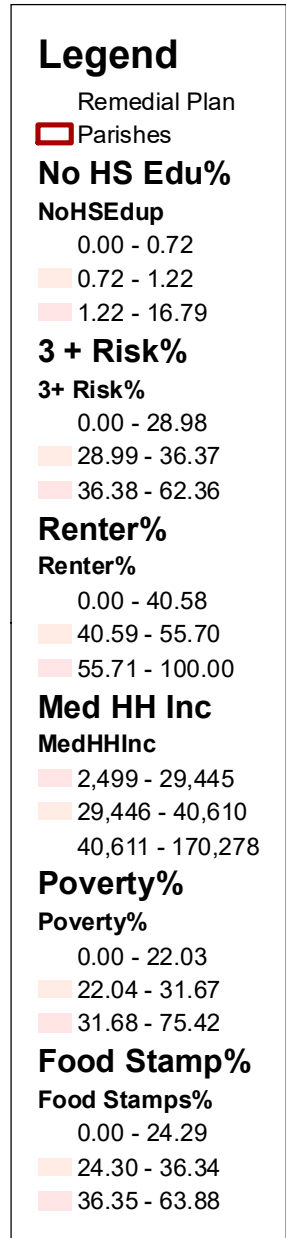 Legend
Remedial Plan
Parishes
No HS Edu%
NoHSEdup
0.00 - 0.72
0.72 - 1.22
1.22 - 16.79
3 + Risk%
3+ Risk%
0.00 - 28.98
28.99 - 36.37
36.38 - 62.36
Renter%
Renter%
0.00 - 40.58
40.59 - 55.70
55.71 - 100.00
Med HH Inc
MedHHInc
2,499 - 29,445
29,446 - 40,610
40,611 - 170,278
Poverty%
Poverty%
0.00 - 22.03
22.04 - 31.67
31.68 - 75.42
Food Stamp%
Food Stamps%
0.00 - 24.29
24.30 - 36.34
36.35 - 63.88